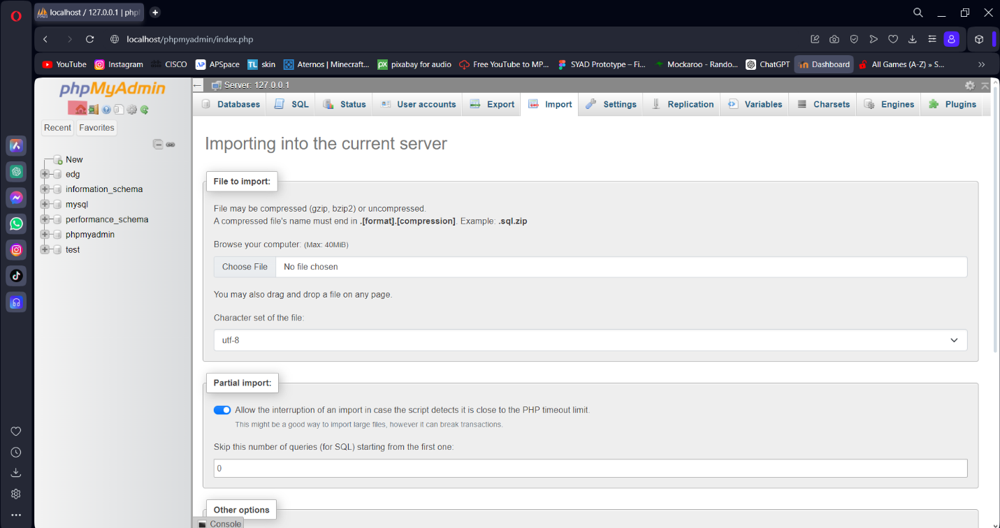 localhost / 127.0.0.1 | php
localhost/phpmyadmin/index.php
YouTube
Instagram
CISCO
APSpace
skin
Aternos | Minecraft...
pixabay for audio
Free YouTube to MP...
SYAD Prototype – Fi...
Mockaroo - Rando...
ChatGPT
Dashboard
All Games (A-Z) » S...
phpMyAdmin
Recent
Favorites
New
edg
information_schema
mysql
performance_schema
phpmyadmin
test
Server: 127.0.0.1
Databases
SQL
Status
User accounts
Export
Import
Settings
Replication
Variables
Charsets
Engines
Plugins
Importing into the current server
File to import:
File may be compressed (gzip, bzip2) or uncompressed.
A compressed file's name must end in .[format].[compression]. Example: .sql.zip
Browse your computer: (Max: 40MiB)
Choose File
No file chosen
You may also drag and drop a file on any page.
Character set of the file:
utf-8
Partial import:
Allow the interruption of an import in case the script detects it is close to the PHP timeout limit.
This might be a good way to import large files, however it can break transactions.
Skip this number of queries (for SQL) starting from the first one:
0
Other options
Console